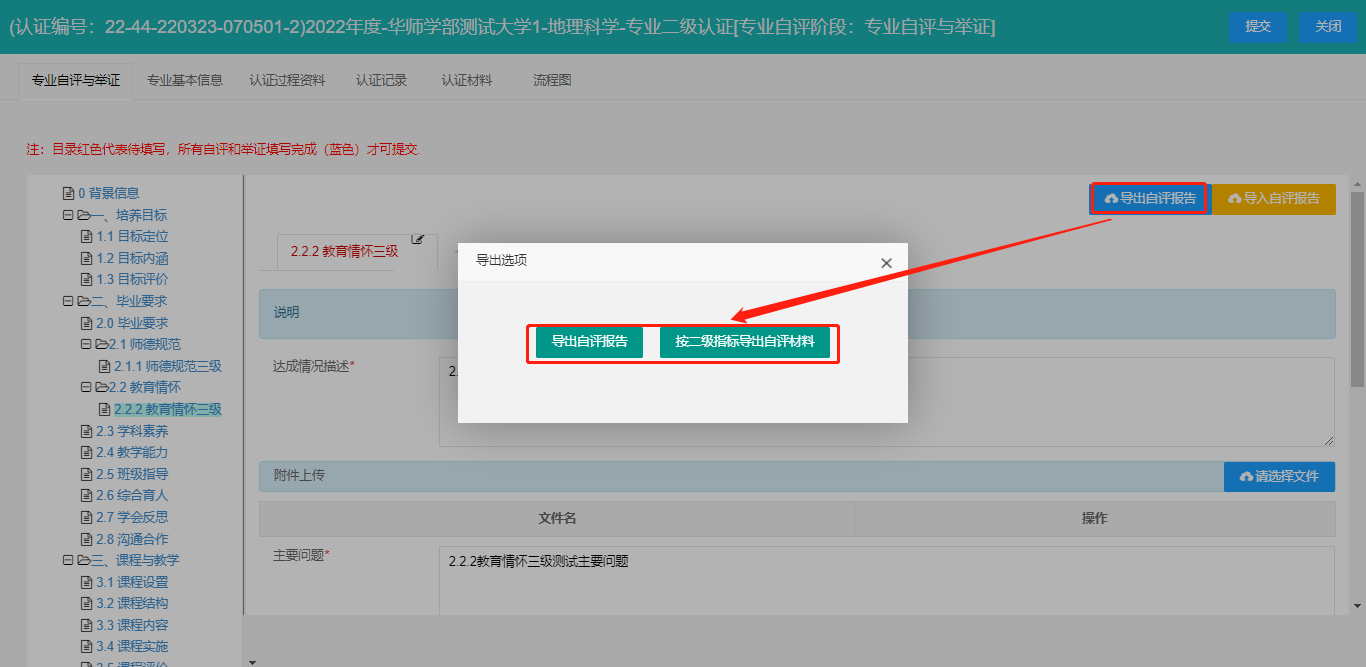 (认证编号：22-44-220323-070501-2)2022年度-华师学部测试大学1-地理科学-专业二级认证[专业自评阶段：专业自评与举证]
提交
关闭
专业自评与举证
专业基本信息
认证过程资料
认证记录
认证材料
流程图
注：目录红色代表待填写，所有自评和举证填写完成（蓝色）才可提交.
0 背景信息
一、培养目标
1.1 目标定位
1.2 目标内涵
1.3 目标评价
二、毕业要求
2.0 毕业要求
2.1 师德规范
2.1.1 师德规范三级
2.2 教育情怀
2.2.2 教育情怀三级
2.3 学科素养
2.4 教学能力
2.5 班级指导
2.6 综合育人
2.7 学会反思
2.8 沟通合作
三、课程与教学
3.1 课程设置
3.2 课程结构
3.3 课程内容
3.4 课程实施
3.5 课程评价
导出自评报告
导入自评报告
2.2.2 教育情怀三级
说明
达成情况描述*
2.
导出选项
导出自评报告
按二级指标导出自评材料
附件上传
请选择文件
文件名
操作
主要问题*
2.2.2教育情怀三级测试主要问题